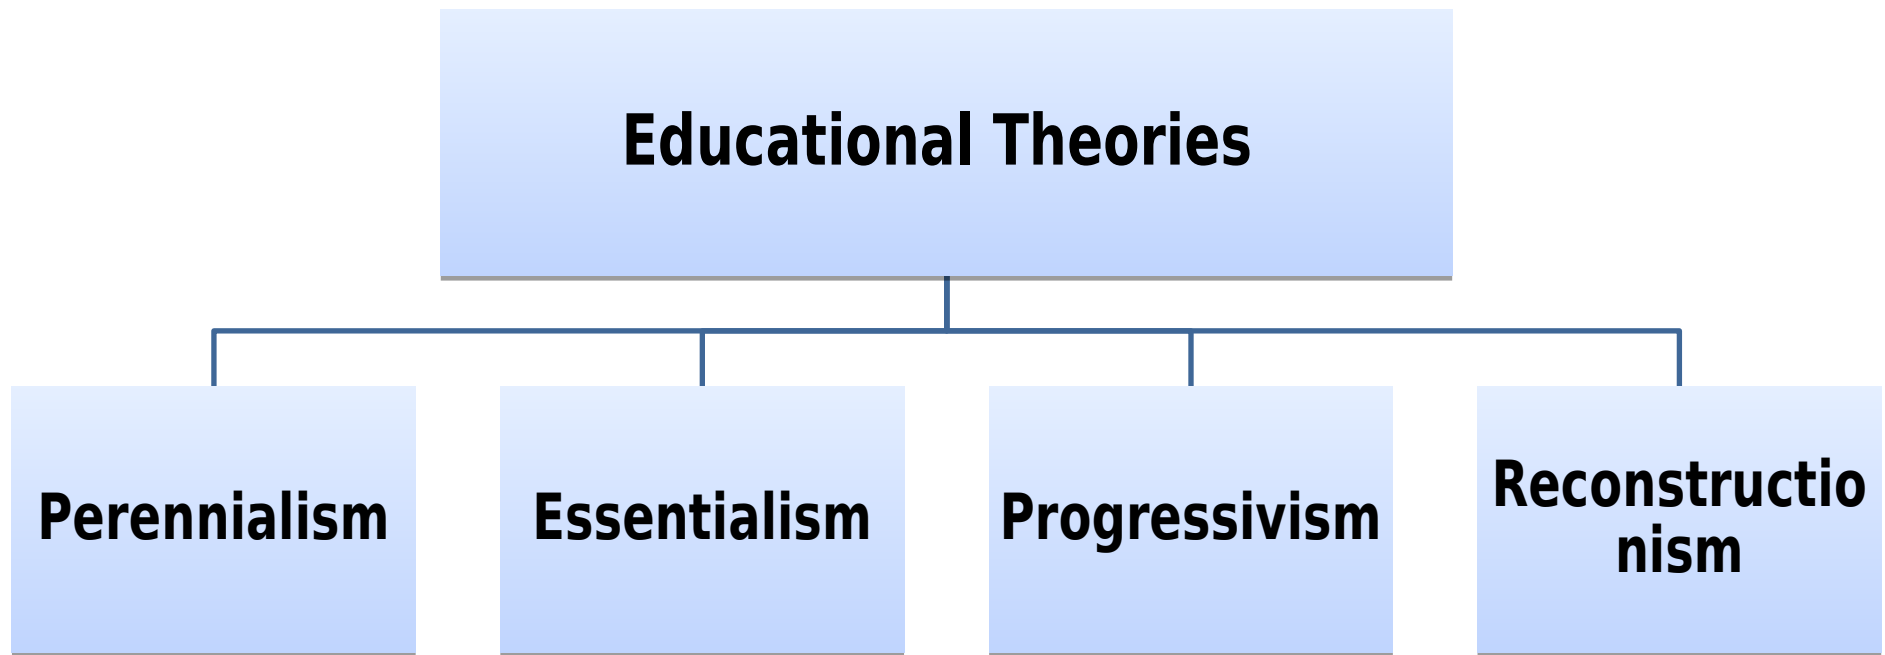 Educational Theories
Perennialism
Essentialism
Progressivism
Reconstructio
nism